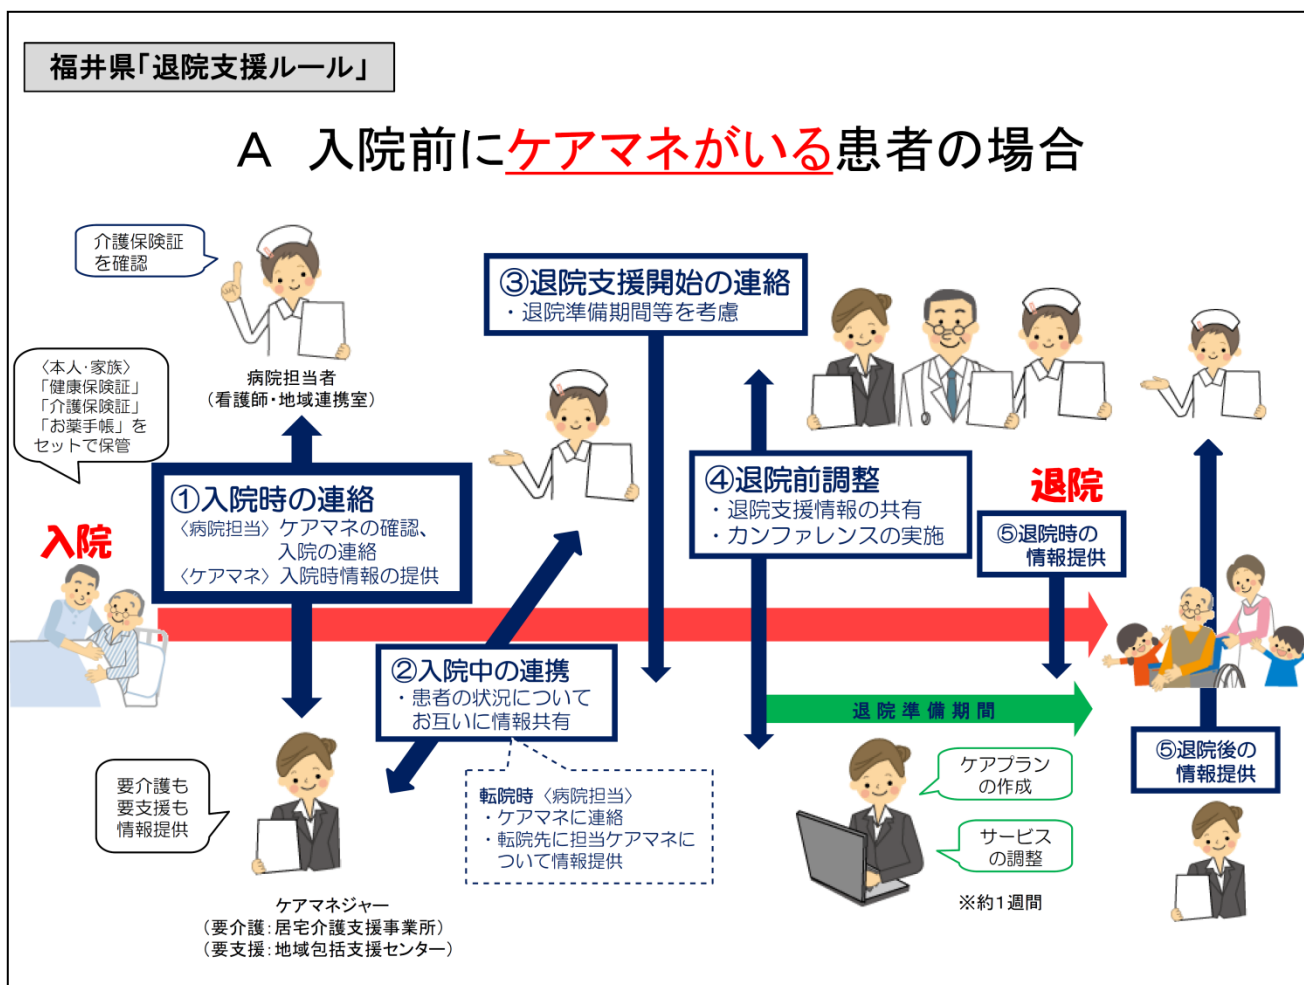 福井県「退院支援ルール」
A 入院前にケアマネがいる患者の場合
介護保険証
を確認
〈本人・家族〉
「健康保険証」
「介護保険証」
「お薬手帳」を
セットで保管
病院担当者
（看護師・地域連携室）
入院
①入院時の連絡
〈病院担当〉ケアマネの確認、
入院の連絡
〈ケアマネ〉入院時情報の提供
②入院中の連携
・患者の状況について
お互いに情報共有
転院時〈病院担当〉
・ケアマネに連絡
・転院先に担当ケアマネに
ついて情報提供
要介護も
要支援も
情報提供
ケアマネジャー
（要介護：居宅介護支援事業所）
（要支援：地域包括支援センター）
③退院支援開始の連絡
・退院準備期間等を考慮
④退院前調整
・退院支援情報の共有
・カンファレンスの実施
退院
⑤退院時の
情報提供
退院準備期間
ケアプラン
の作成
サービス
の調整
※約1週間
⑤退院後の
情報提供